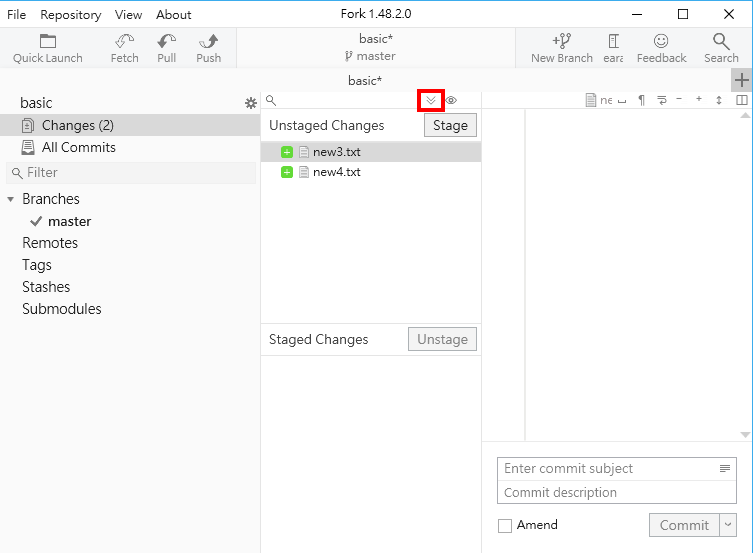 Fork 1.48.2.0
File Repository View About
Quick Launch Fetch Pull Push
basic*
master
New Branch Feedback Search
basic*
basic
Changes (2)
All Commits
Filter
Branches
master
Remotes
Tags
Stashes
Submodules
Unstaged Changes Stage
new3.txt
new4.txt
Staged Changes Unstage
Enter commit subject
Commit description
Amend Commit